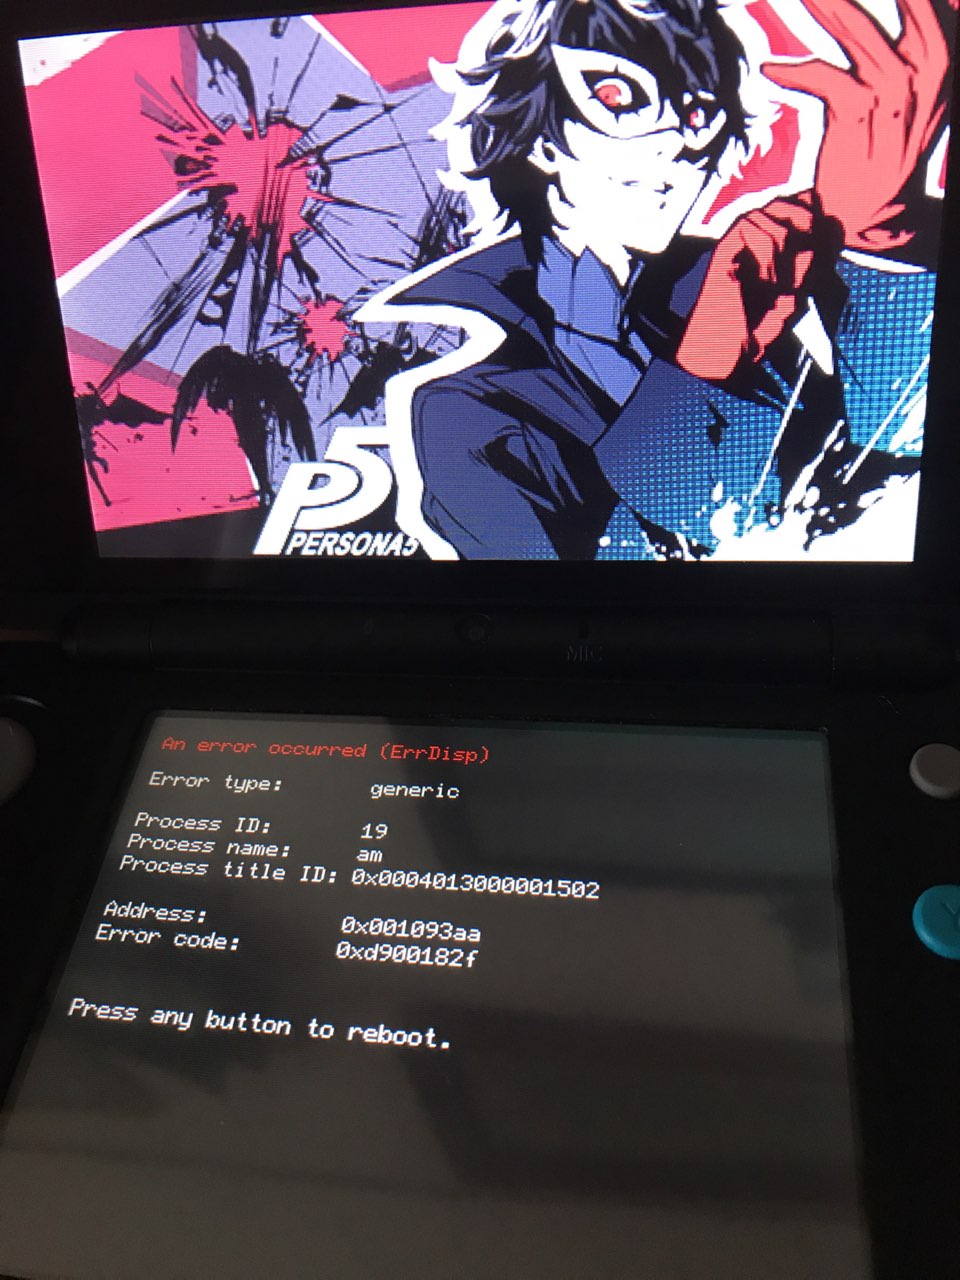 P5
PERSONA5
MIC
An error occurred (ErrDisp)
Error type: generic
Process ID: 19
Process name: am
Process title ID: 0x0004013000001502
Address: 0x001093aa
Error code: 0xd900182f
Press any button to reboot.
Y